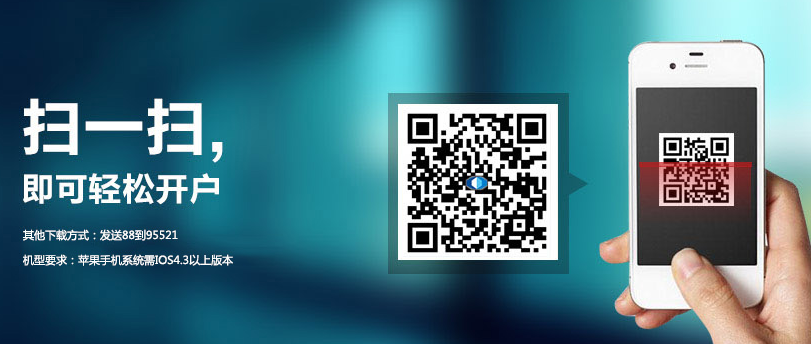 扫一扫，
即可轻松开户
其他下载方式：发送88到95521
机型要求：苹果手机系统需IOS4.3以上版本